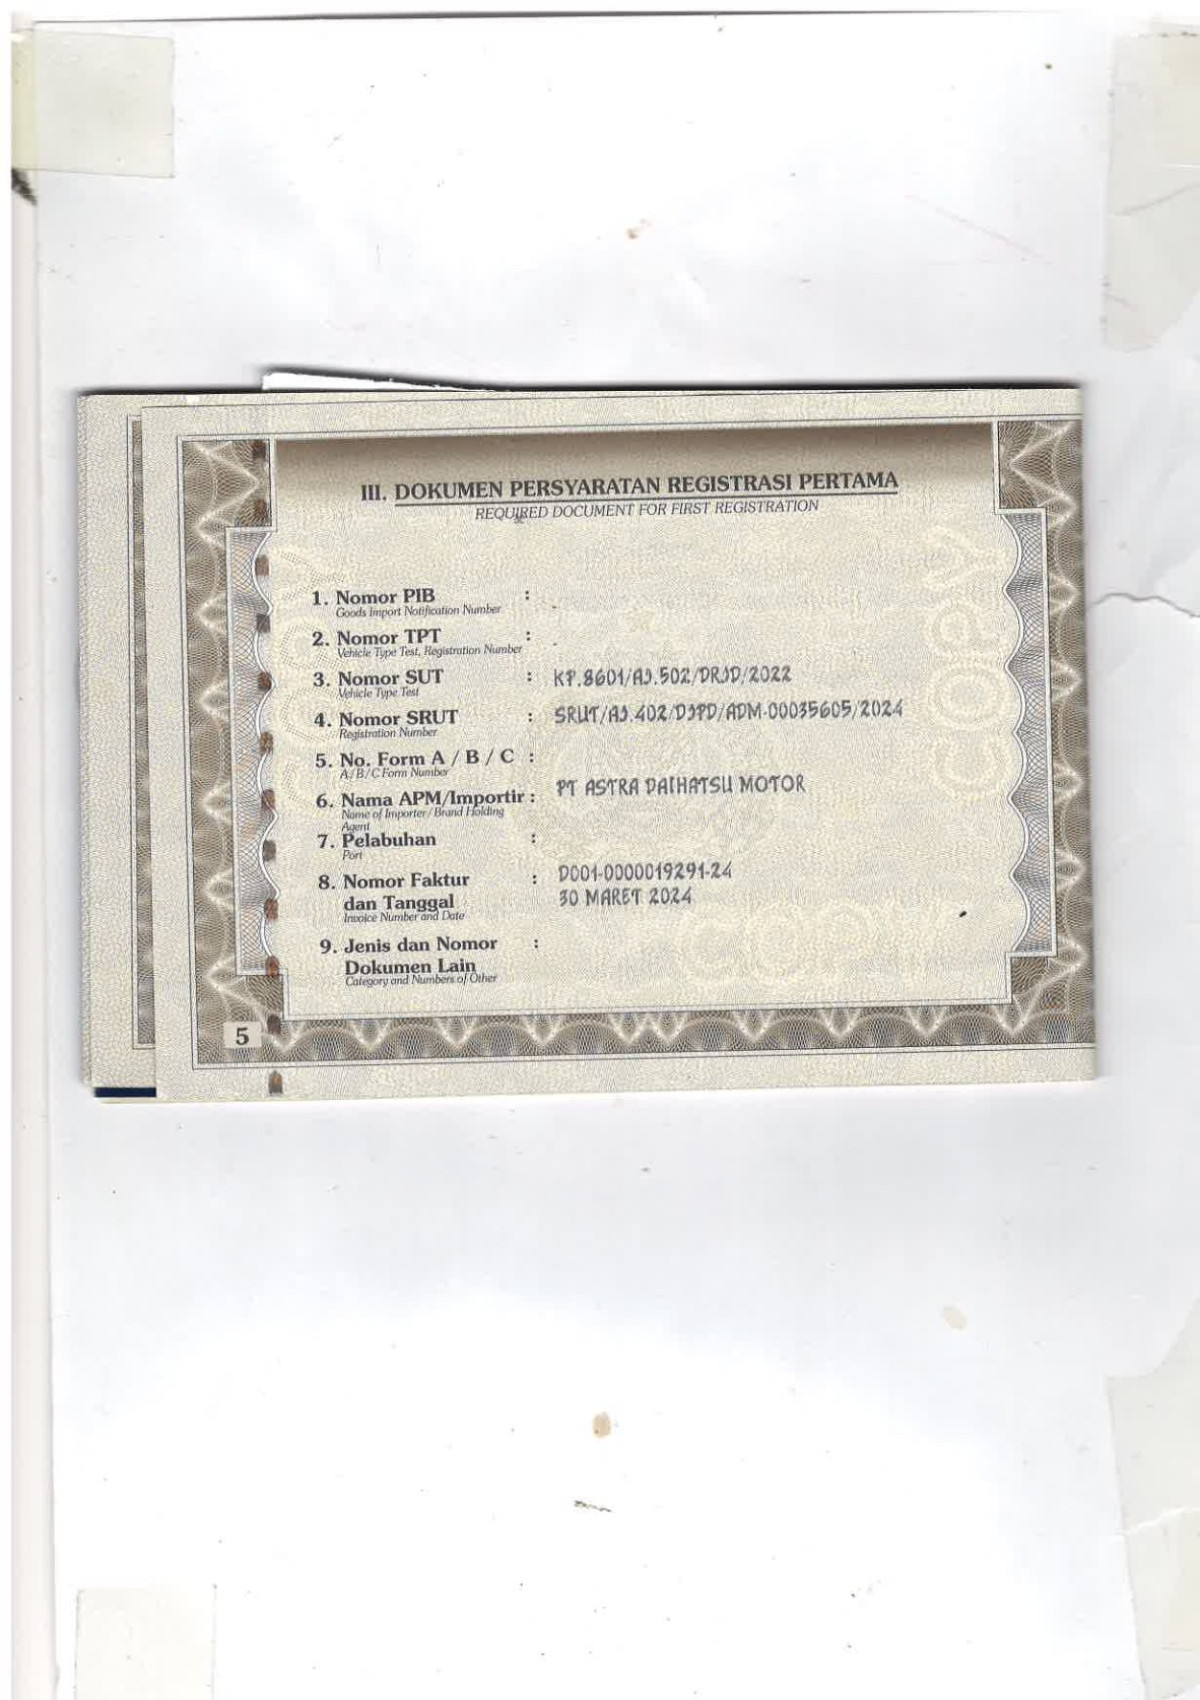 III. DOKUMEN PERSYARATAN REGISTRASI PERTAMA
REQUIRED DOCUMENT FOR FIRST REGISTRATION
1. Nomor PIB : -
Goods Import Notification Number
2. Nomor TPT : -
Vehicle Type Test, Registration Number
3. Nomor SUT : KP.8601/AJ.502/DRJD/2022
Vehicle Type Test
4. Nomor SRUT : SRUT/AJ.402/DJPD/ADM-00035605/2024
Registration Number
5. No. Form A / B / C :
A / B / C Form Number
6. Nama APM/Importir : PT ASTRA DAIHATSU MOTOR
Name of Importer / Brand Holding
Agent
7. Pelabuhan :
Port
8. Nomor Faktur : D001-0000019291-24
dan Tanggal 30 MARET 2024
Invoice Number and Date
9. Jenis dan Nomor :
Dokumen Lain
Category and Numbers of Other
5
COPY